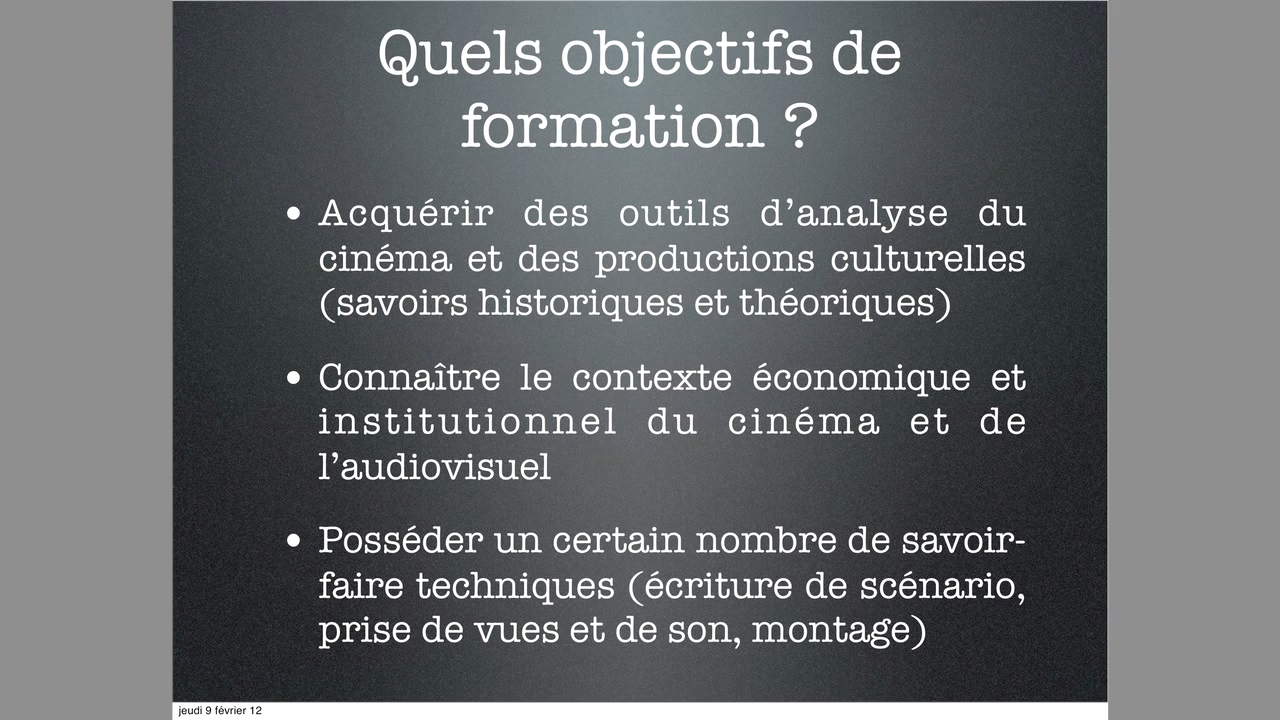 Quels objectifs de
formation ?
• Acquérir des outils d’analyse du
cinéma et des productions culturelles
(savoirs historiques et théoriques)
• Connaître le contexte économique et
institutionnel du cinéma et de
l’audiovisuel
• Posséder un certain nombre de savoir-
faire techniques (écriture de scénario,
prise de vues et de son, montage)
jeudi 9 février 12